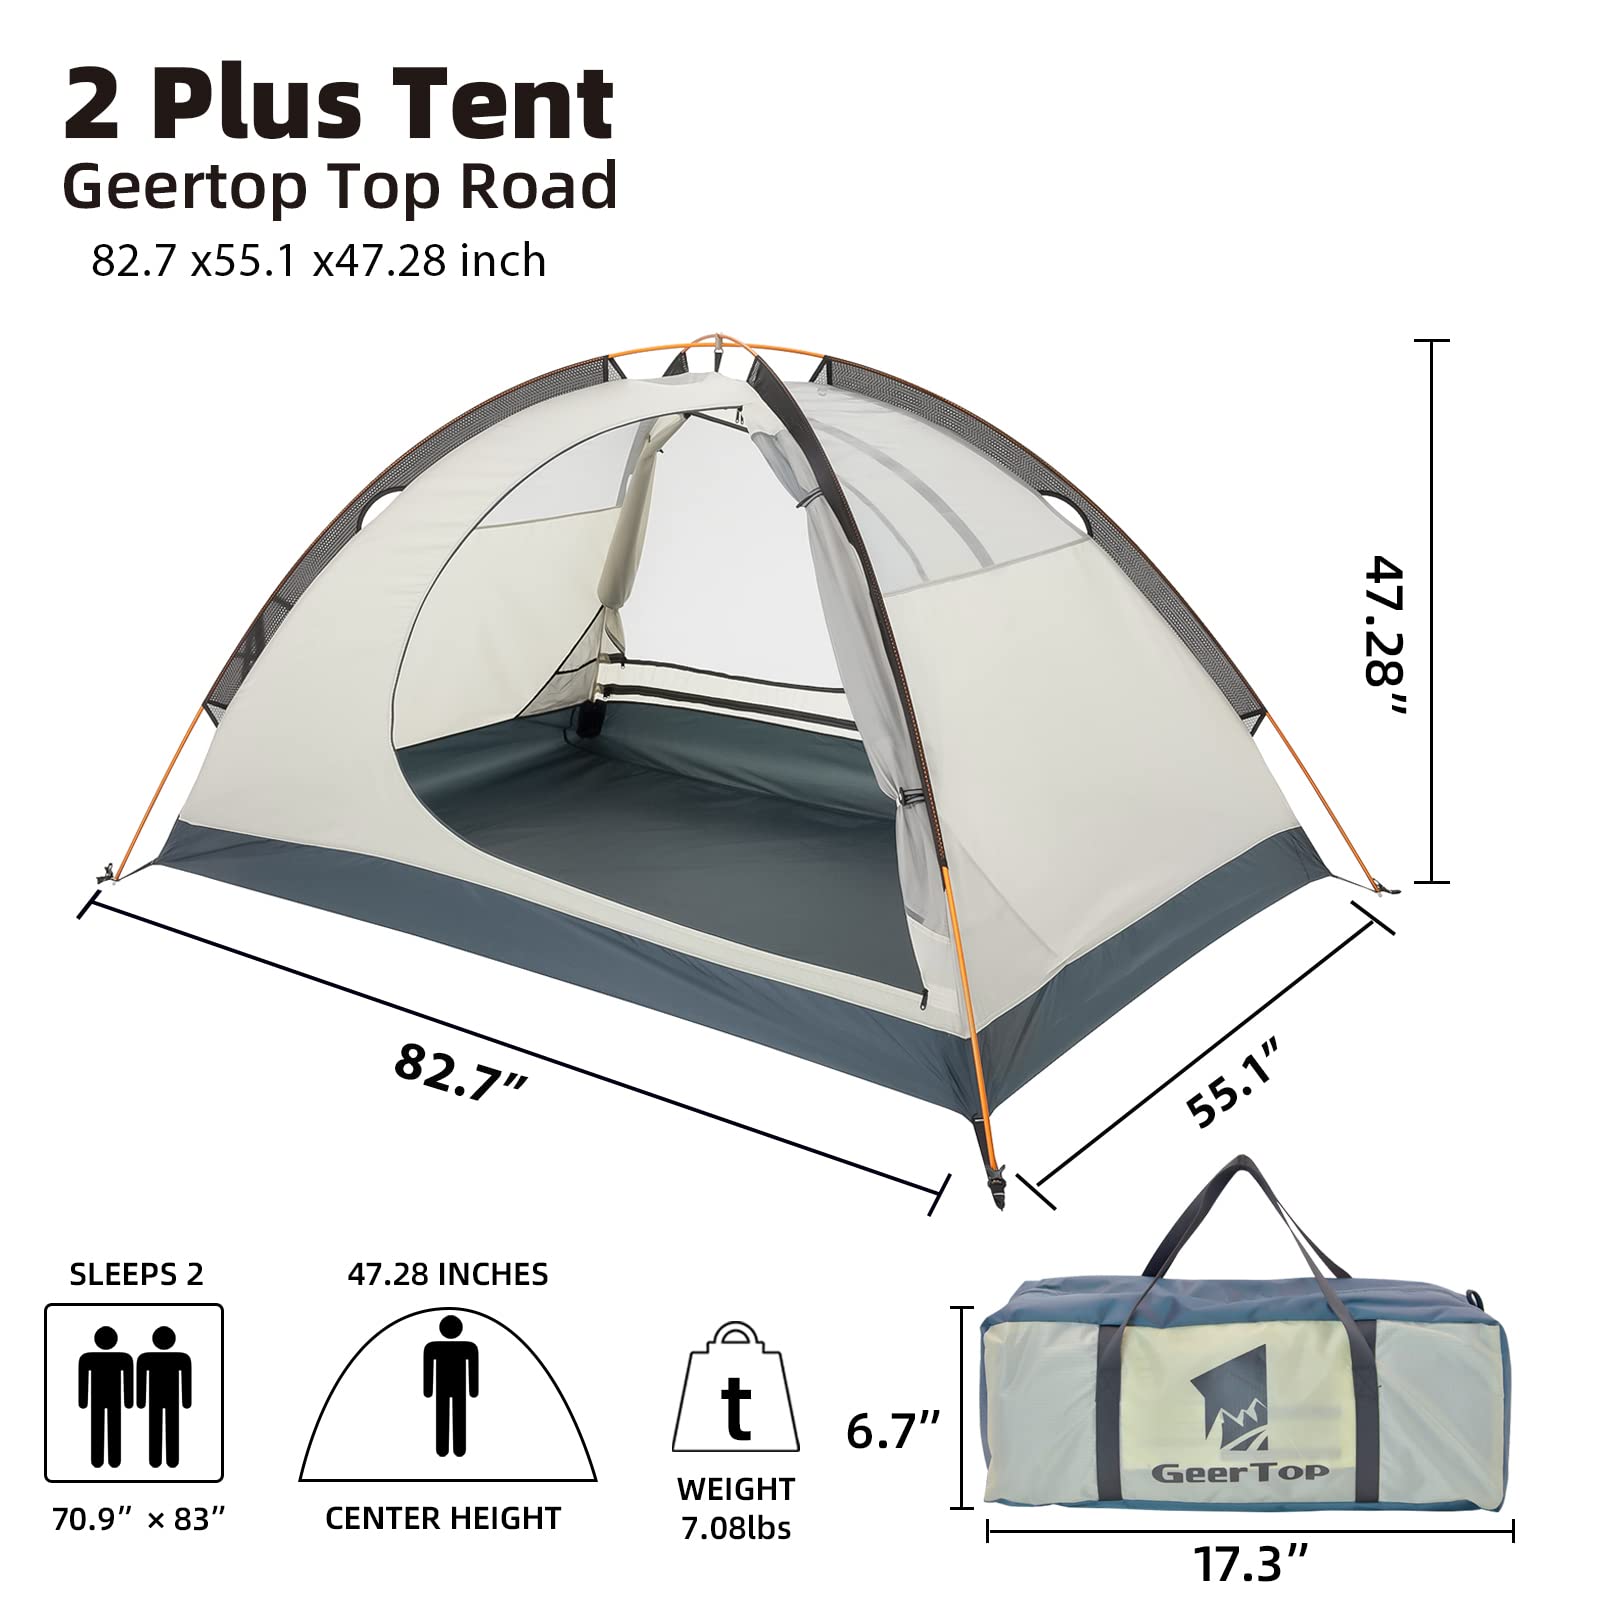 2 Plus Tent
Geertop Top Road
82.7 x55.1 x47.28 inch
47.28”
82.7”
55.1”
SLEEPS 2
70.9” × 83”
47.28 INCHES
CENTER HEIGHT
t
WEIGHT
7.08lbs
6.7”
GEERTOP
17.3”